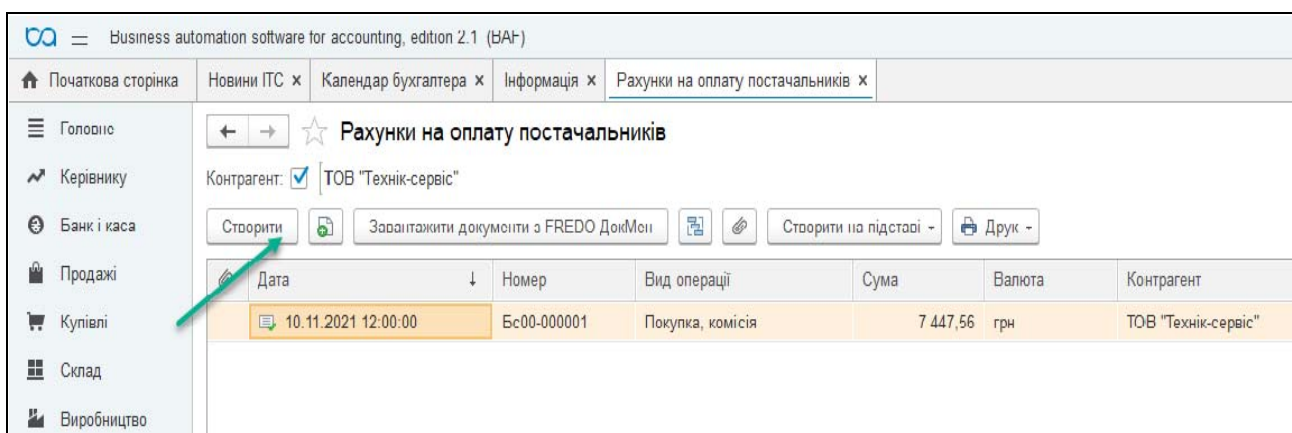 Business automation software for accounting, edition 2.1 (BAF)
Початкова сторінка Новини ІТС × Календар бухгалтера × Інформація × Рахунки на оплату постачальників ×
Головне
Рахунки на оплату постачальників
Керівнику
Контрагент: ТОВ "Технік-сервіс"
Банк і каса
Створити Завантажити документи з FREDO ДокМен Створити на підставі Друк
Продажі
Дата ↓ Номер Вид операції Сума Валюта Контрагент
Купівлі
10.11.2021 12:00:00 Бс00-000001 Покупка, комісія 7 447,56 грн ТОВ "Технік-сервіс"
Склад
Виробництво